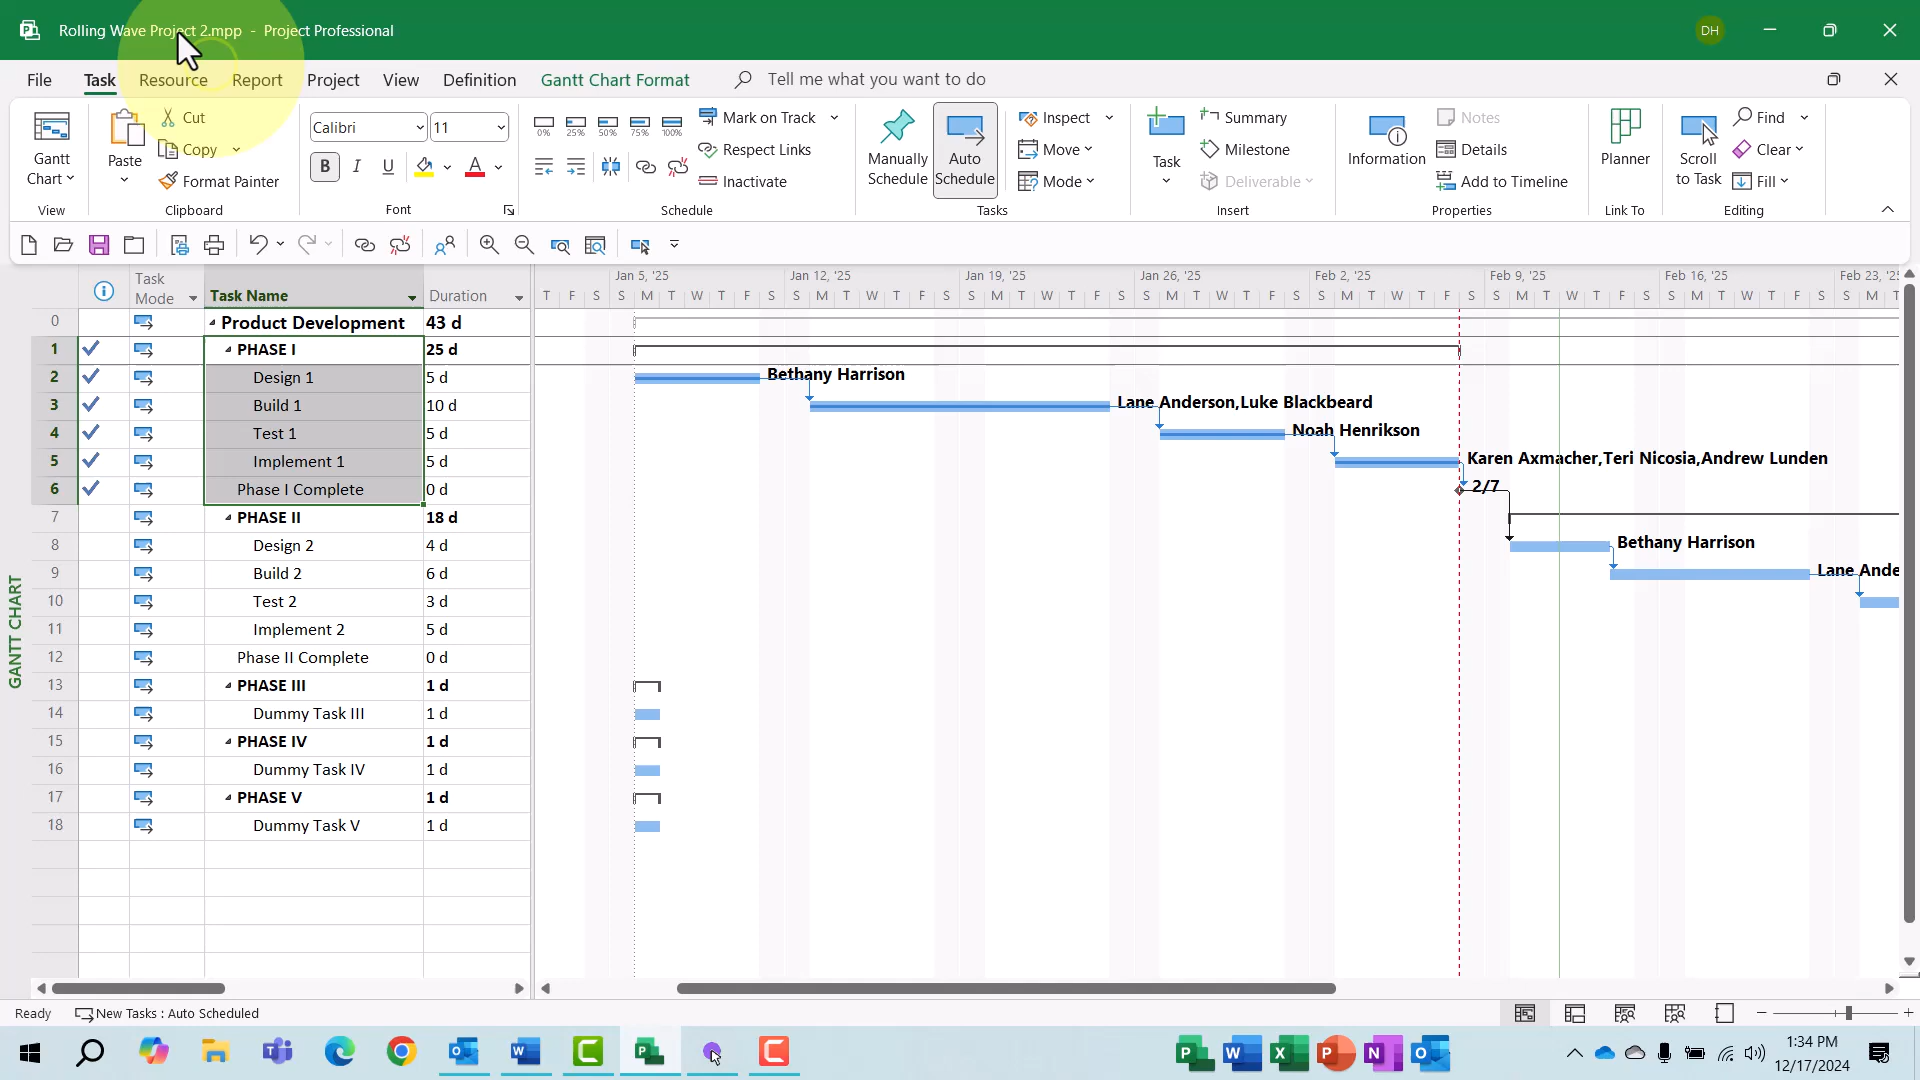 Rolling Wave Project 2.mpp - Project Professional
DH
File Task Resource Report Project View Definition Gantt Chart Format Tell me what you want to do
Gantt Chart
View
Paste
Cut
Copy
Format Painter
Clipboard
Calibri 11
B I U A
Font
0% 25% 50% 75% 100%
Mark on Track
Respect Links
Inactivate
Schedule
Manually Schedule
Auto Schedule
Inspect
Move
Mode
Tasks
Task
Summary
Milestone
Deliverable
Insert
Information
Notes
Details
Add to Timeline
Properties
Planner
Link To
Scroll to Task
Find
Clear
Fill
Editing
Task Mode Task Name Duration
Jan 5, '25 Jan 12, '25 Jan 19, '25 Jan 26, '25 Feb 2, '25 Feb 9, '25 Feb 16, '25 Feb 23, '2
T F S S M T W T F S S M T W T F S S M T W T F S S M T W T F S S M T W T F S S M T W T F S S M T W T F S S M T
0 Product Development 43 d
1 PHASE I 25 d
2 Design 1 5 d Bethany Harrison
3 Build 1 10 d Lane Anderson,Luke Blackbeard
4 Test 1 5 d Noah Henrikson
5 Implement 1 5 d Karen Axmacher,Teri Nicosia,Andrew Lunden
6 Phase I Complete 0 d 2/7
7 PHASE II 18 d
8 Design 2 4 d Bethany Harrison
9 Build 2 6 d Lane Ande
10 Test 2 3 d
11 Implement 2 5 d
12 Phase II Complete 0 d
13 PHASE III 1 d
14 Dummy Task III 1 d
15 PHASE IV 1 d
16 Dummy Task IV 1 d
17 PHASE V 1 d
18 Dummy Task V 1 d
GANTT CHART
Ready New Tasks : Auto Scheduled
1:34 PM
12/17/2024